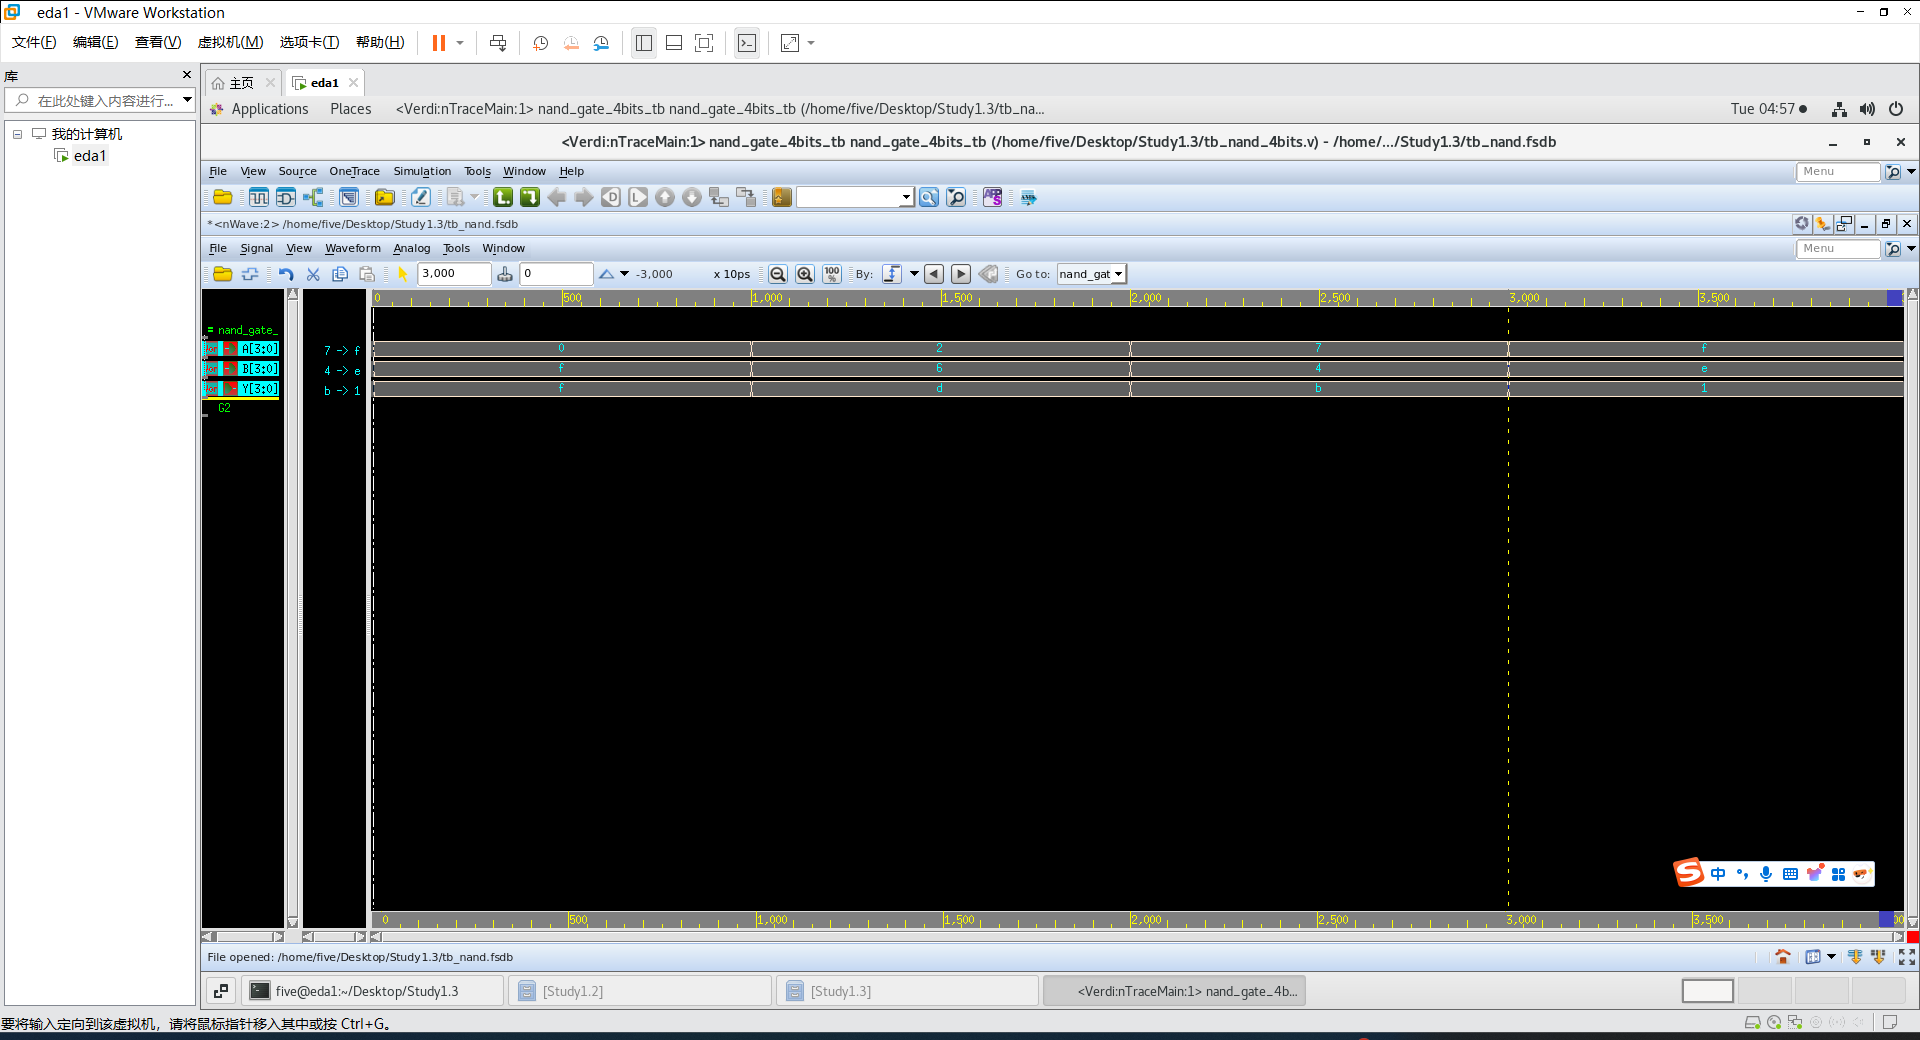 eda1 - VMware Workstation
文件(F) 编辑(E) 查看(V) 虚拟机(M) 选项卡(T) 帮助(H)
库
主页 eda1
在此处键入内容进行...
Applications Places <Verdi:nTraceMain:1> nand_gate_4bits_tb nand_gate_4bits_tb (/home/five/Desktop/Study1.3/tb_na... Tue 04:57
我的计算机
eda1
<Verdi:nTraceMain:1> nand_gate_4bits_tb nand_gate_4bits_tb (/home/five/Desktop/Study1.3/tb_nand_4bits.v) - /home/.../Study1.3/tb_nand.fsdb
File View Source OneTrace Simulation Tools Window Help Menu
*<nWave:2> /home/five/Desktop/Study1.3/tb_nand.fsdb
File Signal View Waveform Analog Tools Window Menu
3,000 0 -3,000 x 10ps 100% By: Go to: nand_gat
0 500 1,000 1,500 2,000 2,500 3,000 3,500
= nand_gate_
A[3:0] 7 -> f 0 2 7 f
B[3:0] 4 -> e f 6 4 e
Y[3:0] b -> 1 f d b 1
G2
中
0 500 1,000 1,500 2,000 2,500 3,000 3,500
File opened: /home/five/Desktop/Study1.3/tb_nand.fsdb
five@eda1:~/Desktop/Study1.3 [Study1.2] [Study1.3] <Verdi:nTraceMain:1> nand_gate_4b...
要将输入定向到该虚拟机，请将鼠标指针移入其中或按 Ctrl+G。